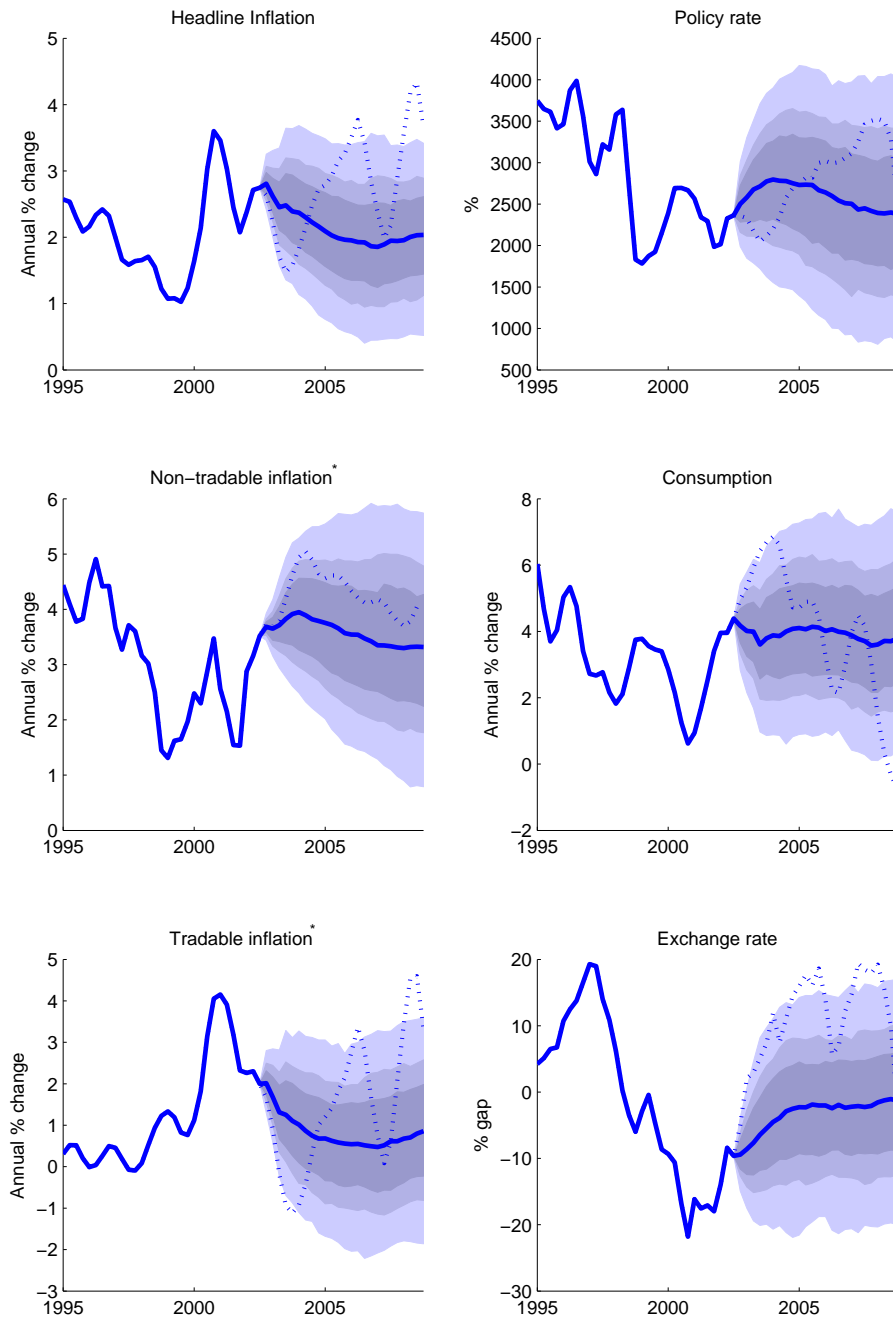 Headline Inflation
5
4
3
2
1
0
Annual % change
1995 2000 2005
Policy rate
4500
4000
3500
3000
2500
2000
1500
1000
500
%
1995 2000 2005
Non−tradable inflation*
6
5
4
3
2
1
0
Annual % change
1995 2000 2005
Consumption
8
6
4
2
0
−2
Annual % change
1995 2000 2005
Tradable inflation*
5
4
3
2
1
0
−1
−2
−3
Annual % change
1995 2000 2005
Exchange rate
20
10
0
−10
−20
−30
% gap
1995 2000 2005